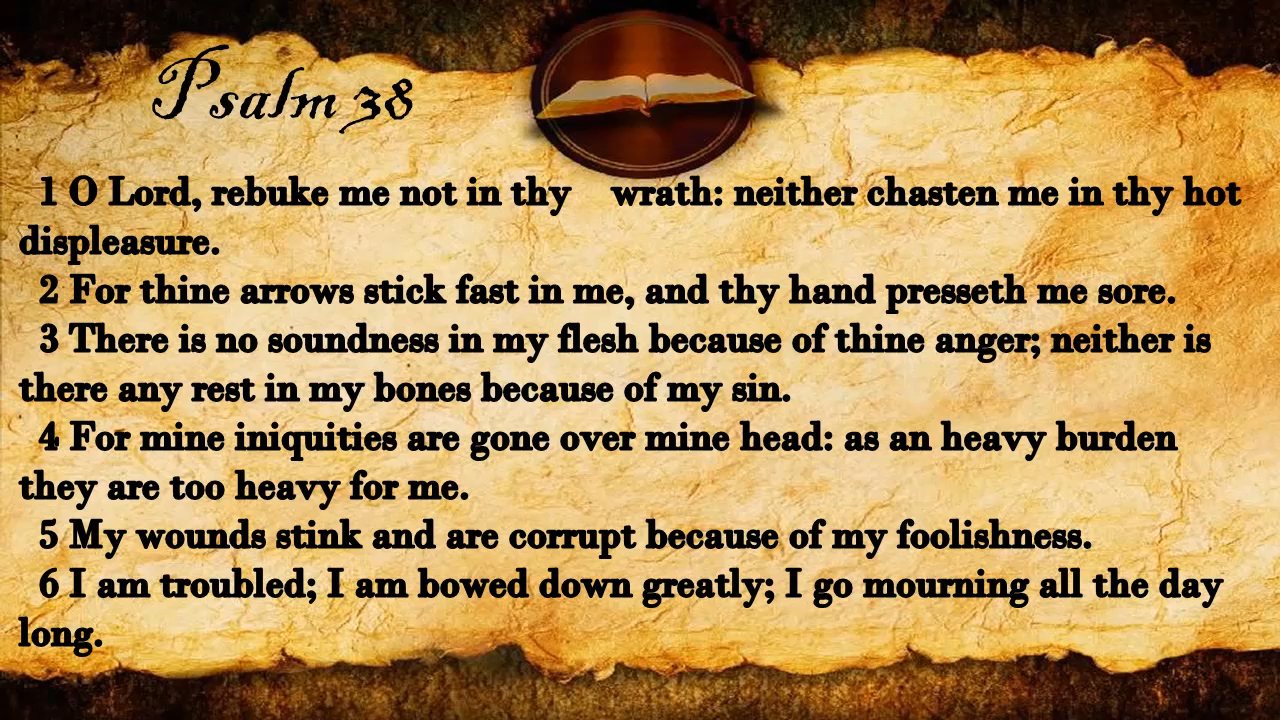 Psalm 38
1 O Lord, rebuke me not in thy wrath: neither chasten me in thy hot
displeasure.
2 For thine arrows stick fast in me, and thy hand presseth me sore.
3 There is no soundness in my flesh because of thine anger; neither is
there any rest in my bones because of my sin.
4 For mine iniquities are gone over mine head: as an heavy burden
they are too heavy for me.
5 My wounds stink and are corrupt because of my foolishness.
6 I am troubled; I am bowed down greatly; I go mourning all the day
long.